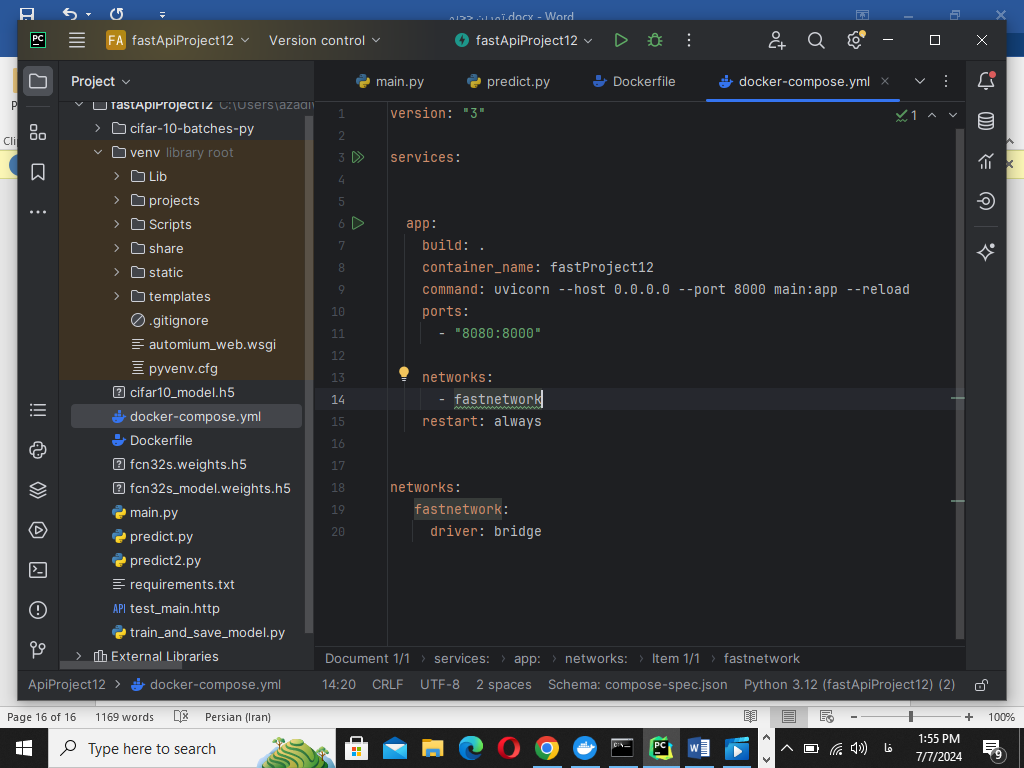 PC
FA fastApiProject12
Version control
fastApiProject12
Project
main.py
predict.py
Dockerfile
docker-compose.yml
fastApiProject12 C:\Users\azadi\
cifar-10-batches-py
venv library root
Lib
projects
Scripts
share
static
templates
.gitignore
automium_web.wsgi
pyvenv.cfg
cifar10_model.h5
docker-compose.yml
Dockerfile
fcn32s.weights.h5
fcn32s_model.weights.h5
main.py
predict.py
predict2.py
requirements.txt
API test_main.http
train_and_save_model.py
External Libraries
1 version: "3"
1
2
3 services:
4
5
6 app:
7 build: .
8 container_name: fastProject12
9 command: uvicorn --host 0.0.0.0 --port 8000 main:app --reload
10 ports:
11 - "8080:8000"
12
13 networks:
14 - fastnetwork
15 restart: always
16
17
18 networks:
19 fastnetwork:
20 driver: bridge
Document 1/1 › services: › app: › networks: › Item 1/1 › fastnetwork
ApiProject12 › docker-compose.yml
14:20 CRLF UTF-8 2 spaces Schema: compose-spec.json Python 3.12 (fastApiProject12) (2)
Page 16 of 16 1169 words Persian (Iran)
100%
Type here to search
PC
فا
1:55 PM
7/7/2024
9